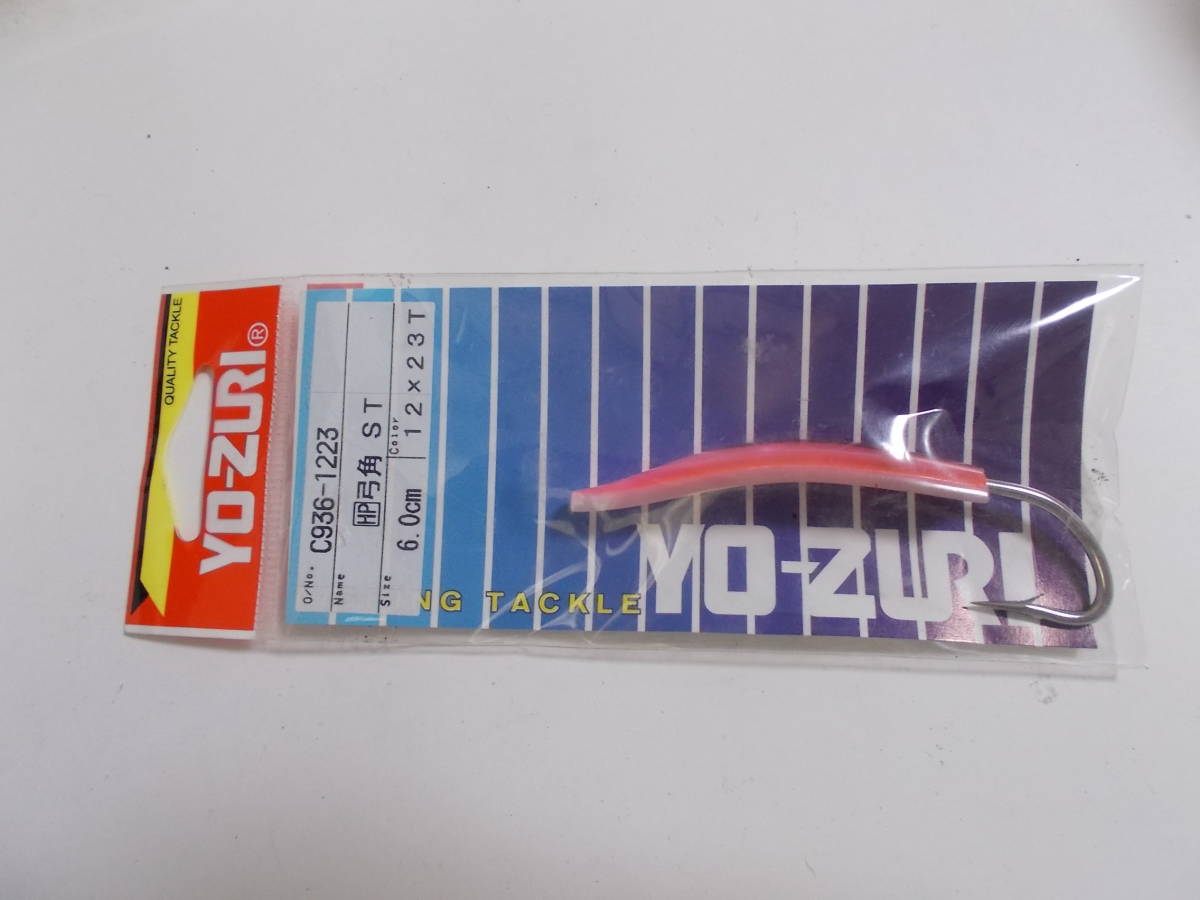 QUALITY TACKLE
YO-ZURI®
O/No. C936-1223
Name HP弓角 ST
Size 6.0cm Color 12×23T
NG TACKLE
YO-ZURI